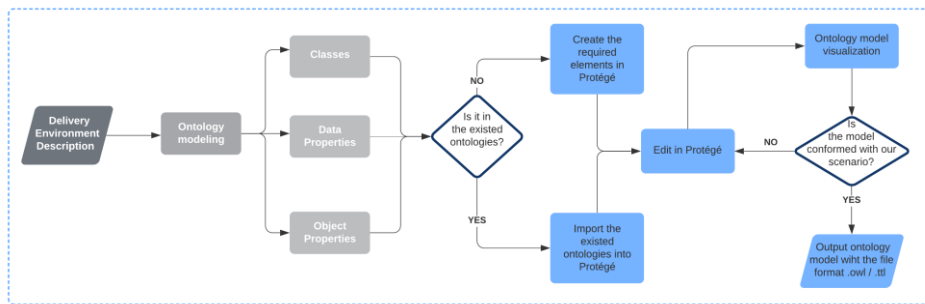 Delivery
Environment
Description
Ontology
modeling
Classes
Data
Properties
Object
Properties
Is it in
the existed
ontologies?
NO
YES
Create the
required
elements in
Protégé
Import the
existed
ontologies into
Protégé
Edit in Protégé
Ontology model
visualization
Is
the model
conformed with our
scenario?
NO
YES
Output ontology
model wiht the file
format .owl / .ttl